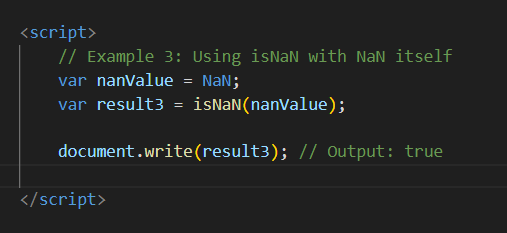 <script>
// Example 3: Using isNaN with NaN itself
var nanValue = NaN;
var result3 = isNaN(nanValue);
document.write(result3); // Output: true
</script>